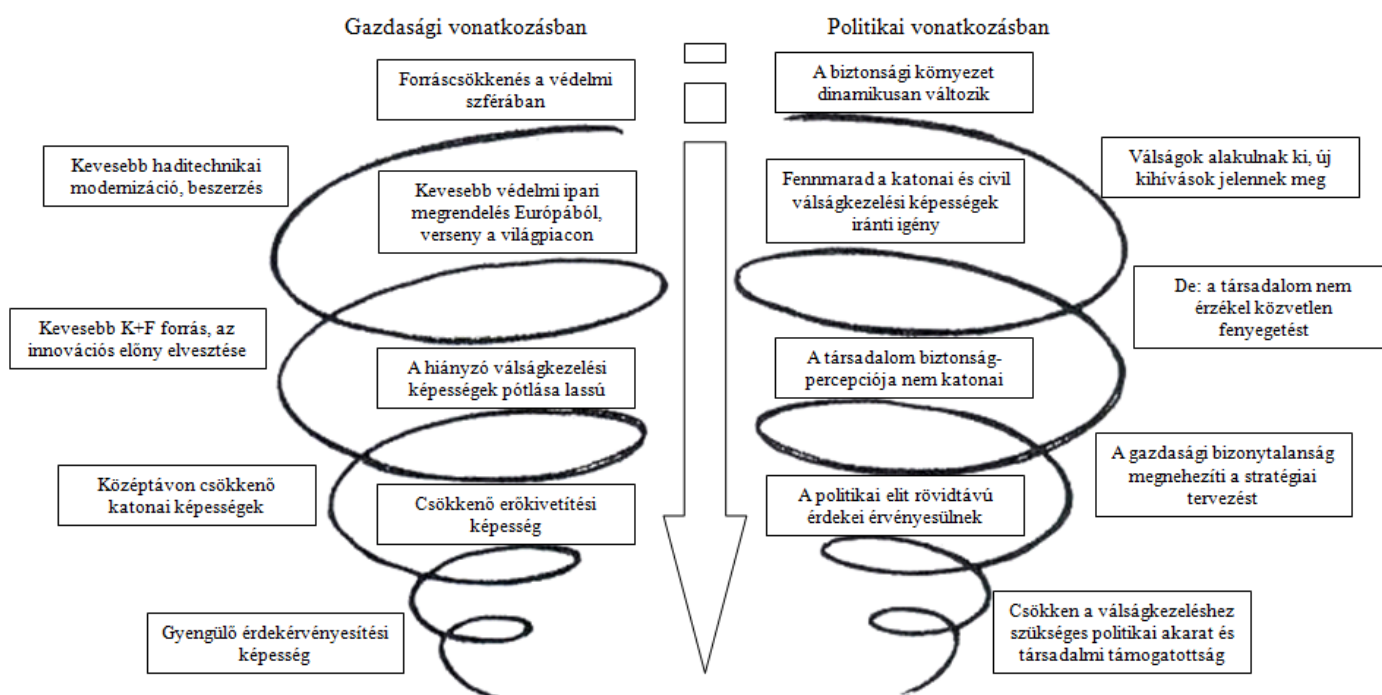 Gazdasági vonatkozásban
Forráscsökkenés a védelmi
szférában
Kevesebb haditechnikai
modernizáció, beszerzés
Kevesebb védelmi ipari
megrendelés Európából,
verseny a világpiacon
Kevesebb K+F forrás, az
innovációs előny elvesztése
A hiányzó válságkezelési
képességek pótlása lassú
Középtávon csökkenő
katonai képességek
Csökkenő erőkivetítési
képesség
Gyengülő érdekérvényesítési
képesség
Politikai vonatkozásban
A biztonsági környezet
dinamikusan változik
Válságok alakulnak ki, új
kihívások jelennek meg
Fennmarad a katonai és civil
válságkezelési képességek
iránti igény
De: a társadalom nem
érzékel közvetlen
fenyegetést
A társadalom biztonság-
percepciója nem katonai
A gazdasági bizonytalanság
megnehezíti a stratégiai
tervezést
A politikai elit rövidtávú
érdekei érvényesülnek
Csökken a válságkezeléshez
szükséges politikai akarat és
társadalmi támogatottság